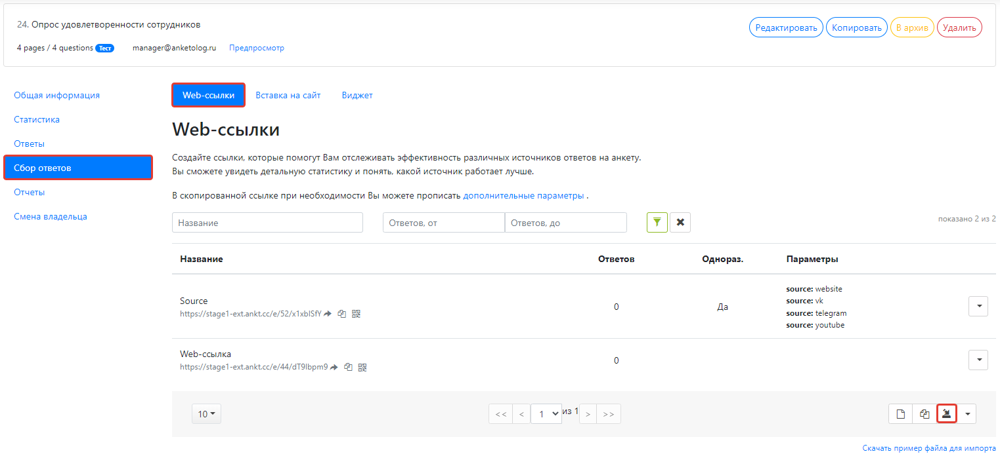 24. Опрос удовлетворенности сотрудников
Редактировать Копировать В архив Удалить
4 pages / 4 questions Тест manager@anketolog.ru Предпросмотр
Общая информация
Статистика
Ответы
Сбор ответов
Отчеты
Смена владельца
Web-ссылки Вставка на сайт Виджет
Web-ссылки
Создайте ссылки, которые помогут Вам отслеживать эффективность различных источников ответов на анкету.
Вы сможете увидеть детальную статистику и понять, какой источник работает лучше.
В скопированной ссылке при необходимости Вы можете прописать дополнительные параметры .
Название Ответов, от Ответов, до показано 2 из 2
Название Ответов Однораз. Параметры
Source
https://stage1-ext.ankt.cc/e/52/x1xblSfY
0 Да
source: website
source: vk
source: telegram
source: youtube
Web-ссылка
https://stage1-ext.ankt.cc/e/44/dT9lbpm9
0
10 << < 1 из 1 > >>
Скачать пример файла для импорта